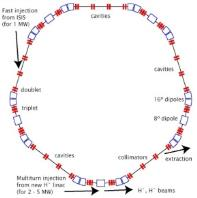 Fast injection
from ISIS
(for 1 MW)
cavities
cavities
doublet
triplet
16° dipoles
8° dipole
cavities
collimators
extraction
Multiturn injection
from new H⁻ linac
(for 2 - 5 MW)
H⁻, H⁻ beams